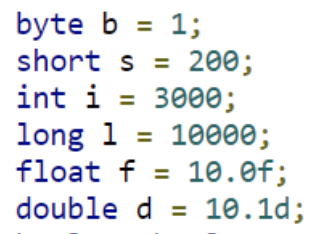 byte b = 1;
short s = 200;
int i = 3000;
long l = 10000;
float f = 10.0f;
double d = 10.1d;